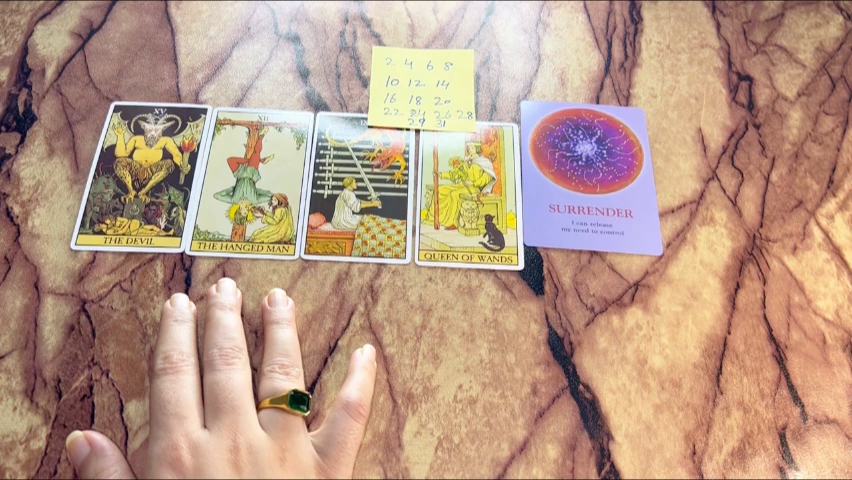 2 4 6 8
10 12 14
16 18 20
22 24 26 28
29 31
XV
THE DEVIL
XII
THE HANGED MAN
QUEEN OF WANDS
SURRENDER
I can release
my need to control